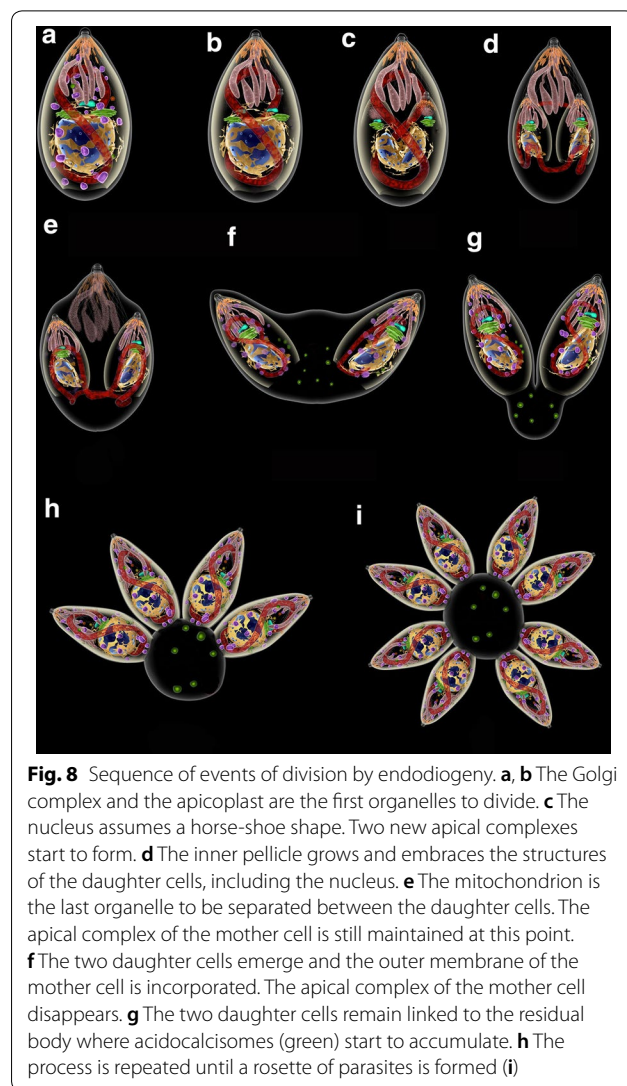 a
b
c
d
e
f
g
h
i
Fig. 8 Sequence of events of division by endodiogeny. a, b The Golgi
complex and the apicoplast are the first organelles to divide. c The
nucleus assumes a horse-shoe shape. Two new apical complexes
start to form. d The inner pellicle grows and embraces the structures
of the daughter cells, including the nucleus. e The mitochondrion is
the last organelle to be separated between the daughter cells. The
apical complex of the mother cell is still maintained at this point.
f The two daughter cells emerge and the outer membrane of the
mother cell is incorporated. The apical complex of the mother cell
disappears. g The two daughter cells remain linked to the residual
body where acidocalcisomes (green) start to accumulate. h The
process is repeated until a rosette of parasites is formed (i)